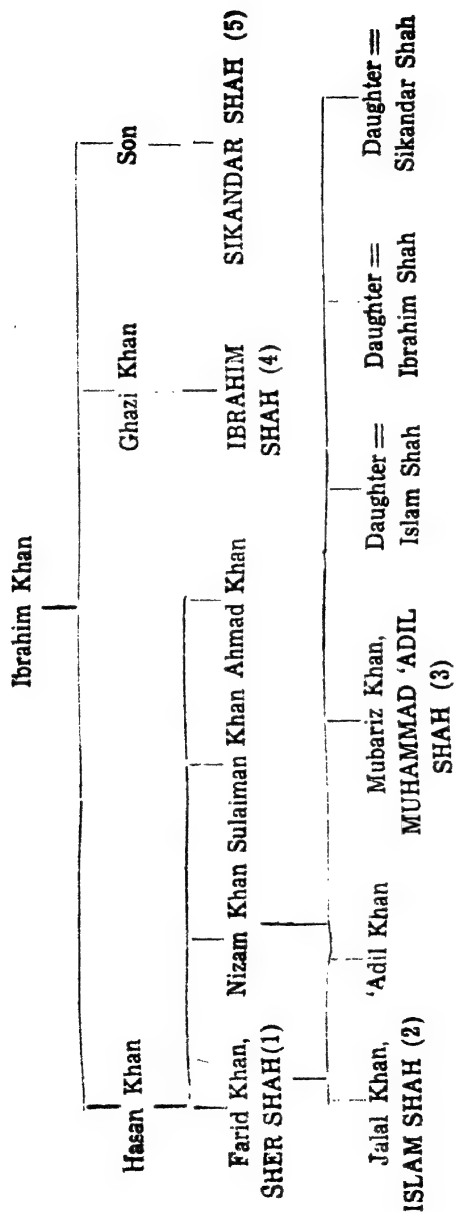 Ibrahim Khan
Hasan Khan
Ghazi Khan
Son
Farid Khan,
SHER SHAH(1)
Nizam Khan Sulaiman Khan Ahmad Khan
IBRAHIM
SHAH (4)
SIKANDAR SHAH (5)
Jalal Khan,
ISLAM SHAH (2)
'Adil Khan
Mubariz Khan,
MUHAMMAD 'ADIL
SHAH (3)
Daughter =
Islam Shah
Daughter =
Ibrahim Shah
Daughter =
Sikandar Shah